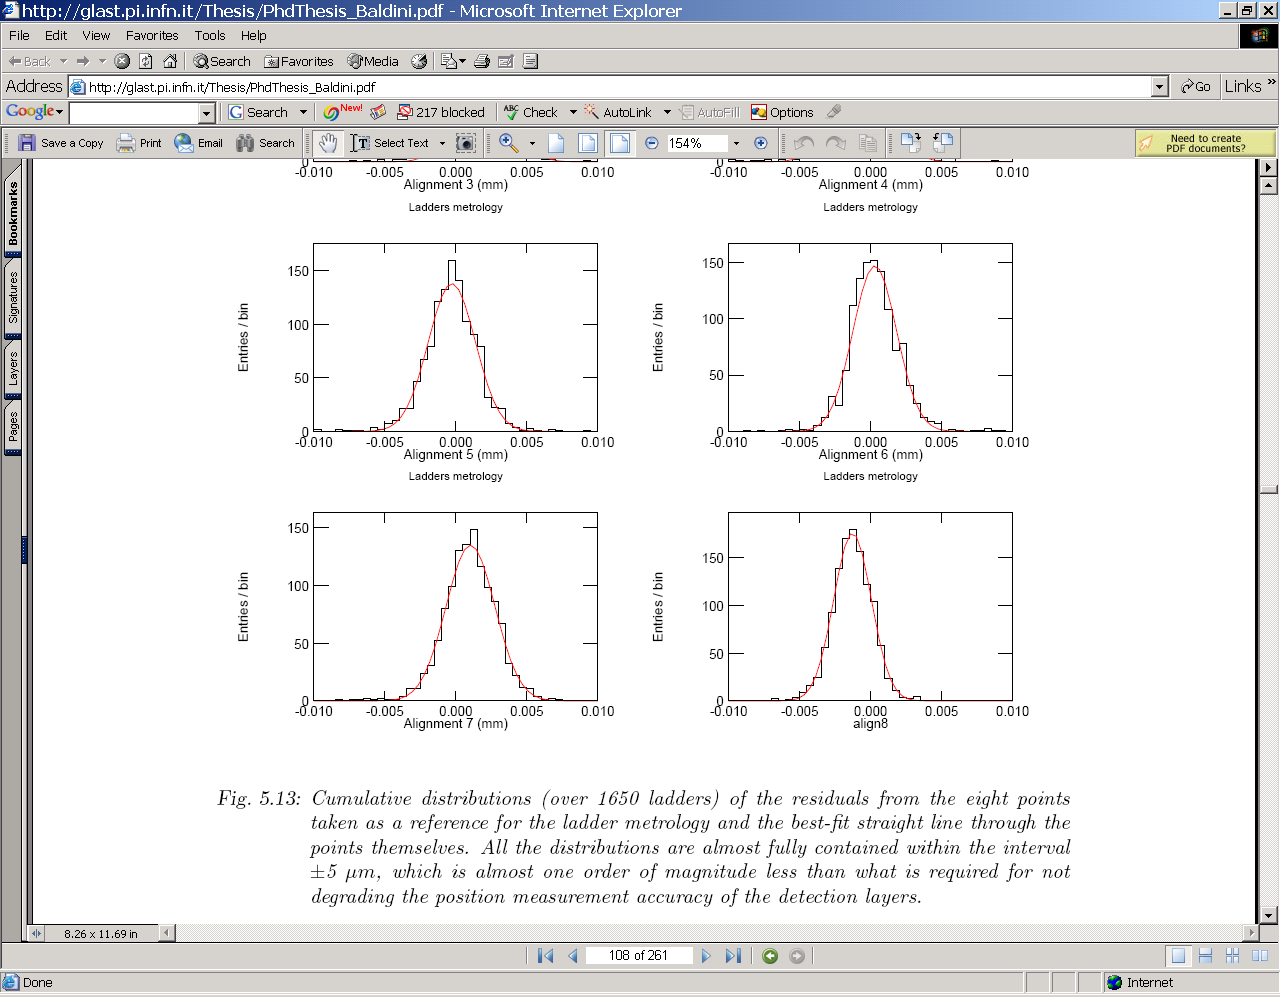 http://glast.pi.infn.it/Thesis/PhdThesis_Baldini.pdf - Microsoft Internet Explorer
File Edit View Favorites Tools Help
Back Search Favorites Media
Address http://glast.pi.infn.it/Thesis/PhdThesis_Baldini.pdf Go Links »
Google Search New! 217 blocked ABC Check AutoLink AutoFill Options
Save a Copy Print Email Search Select Text 154% Need to create PDF documents?
Bookmarks
Signatures
Layers
Pages
0 0
-0.010 -0.005 0.000 0.005 0.010 -0.010 -0.005 0.000 0.005 0.010
Alignment 3 (mm) Alignment 4 (mm)
Ladders metrology Ladders metrology
150 150
Entries / bin Entries / bin
100 100
50 50
0 0
-0.010 -0.005 0.000 0.005 0.010 -0.010 -0.005 0.000 0.005 0.010
Alignment 5 (mm) Alignment 6 (mm)
Ladders metrology Ladders metrology
150 150
Entries / bin Entries / bin
100 100
50 50
0 0
-0.010 -0.005 0.000 0.005 0.010 -0.010 -0.005 0.000 0.005 0.010
Alignment 7 (mm) align8
Fig. 5.13: Cumulative distributions (over 1650 ladders) of the residuals from the eight points
taken as a reference for the ladder metrology and the best-fit straight line through the
points themselves. All the distributions are almost fully contained within the interval
±5 μm, which is almost one order of magnitude less than what is required for not
degrading the position measurement accuracy of the detection layers.
8.26 x 11.69 in
108 of 261
Done Internet